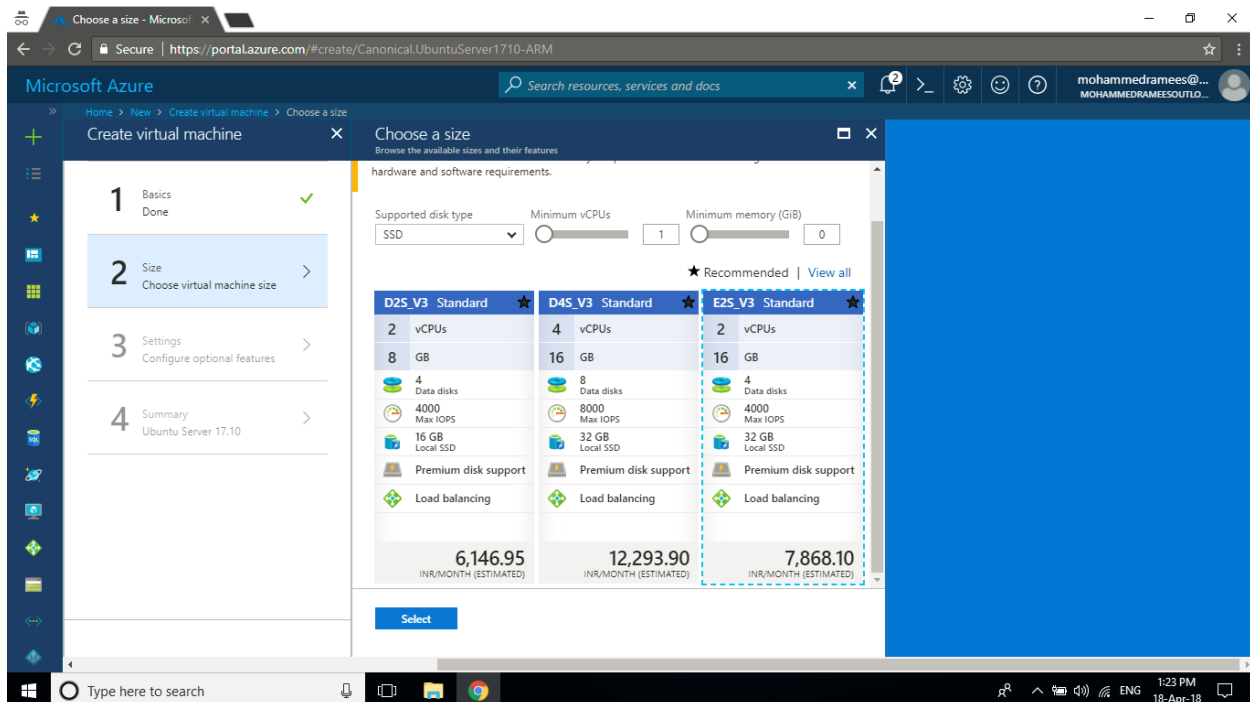 Choose a size - Microsof
Secure | https://portal.azure.com/#create/Canonical.UbuntuServer1710-ARM
Microsoft Azure
Search resources, services and docs
2
mohammedramees@...
MOHAMMEDRAMEESOUTLO...
Home > New > Create virtual machine > Choose a size
Create virtual machine
1
Basics
Done
2
Size
Choose virtual machine size
3
Settings
Configure optional features
4
Summary
Ubuntu Server 17.10
Choose a size
Browse the available sizes and their features
hardware and software requirements.
Supported disk type
SSD
Minimum vCPUs
1
Minimum memory (GiB)
0
Recommended | View all
D2S_V3 Standard
2 vCPUs
8 GB
4
Data disks
4000
Max IOPS
16 GB
Local SSD
Premium disk support
Load balancing
6,146.95
INR/MONTH (ESTIMATED)
D4S_V3 Standard
4 vCPUs
16 GB
8
Data disks
8000
Max IOPS
32 GB
Local SSD
Premium disk support
Load balancing
12,293.90
INR/MONTH (ESTIMATED)
E2S_V3 Standard
2 vCPUs
16 GB
4
Data disks
4000
Max IOPS
32 GB
Local SSD
Premium disk support
Load balancing
7,868.10
INR/MONTH (ESTIMATED)
Select
SQL
Type here to search
ENG
1:23 PM
18-Apr-18